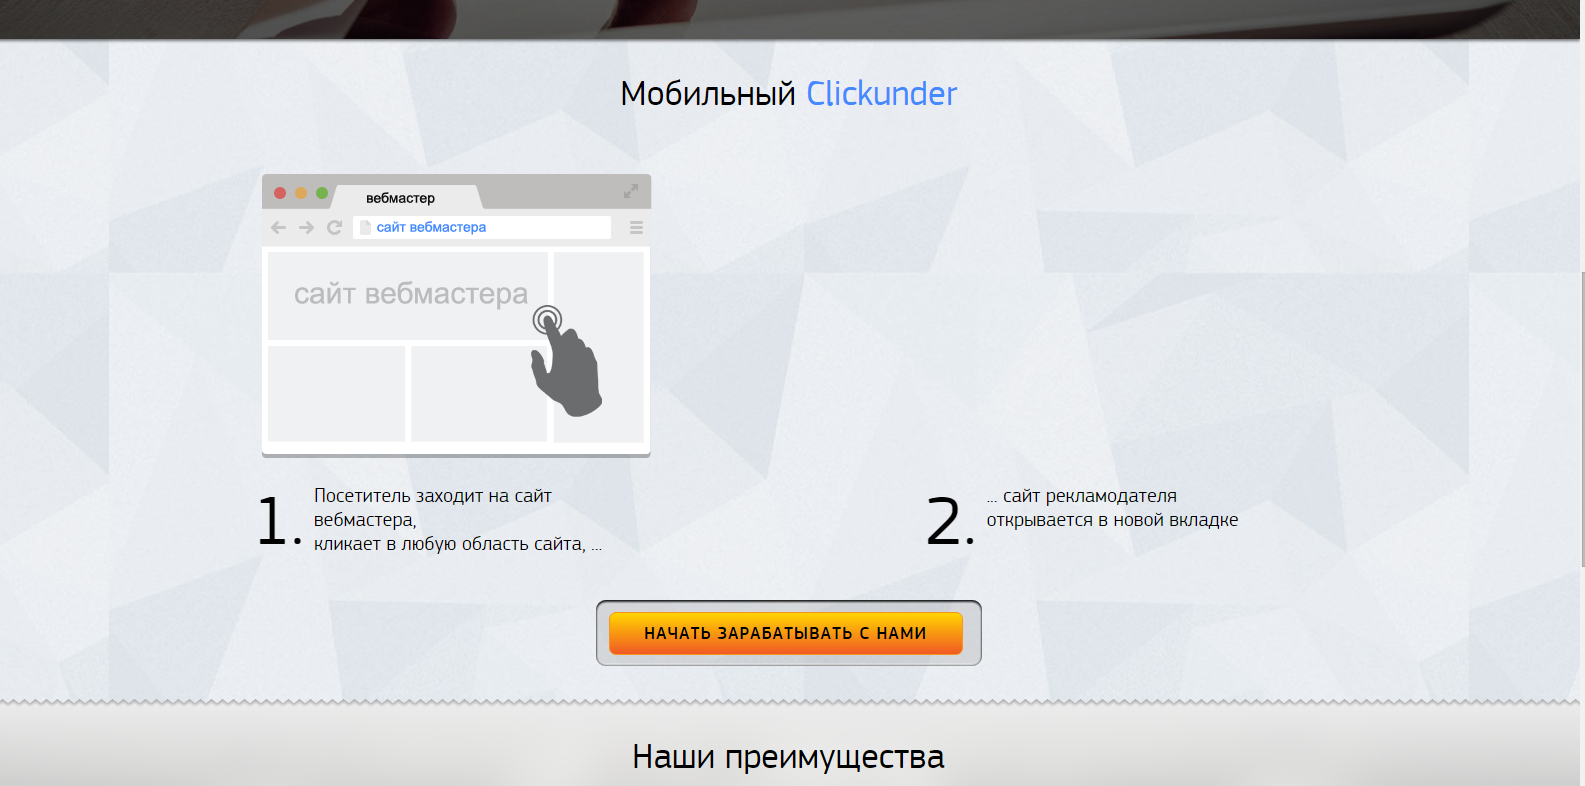 Мобильный Clickunder
вебмастер
сайт вебмастера
сайт вебмастера
1.
Посетитель заходит на сайт
вебмастера,
кликает в любую область сайта, ...
2.
... сайт рекламодателя
открывается в новой вкладке
НАЧАТЬ ЗАРАБАТЫВАТЬ С НАМИ
Наши преимущества